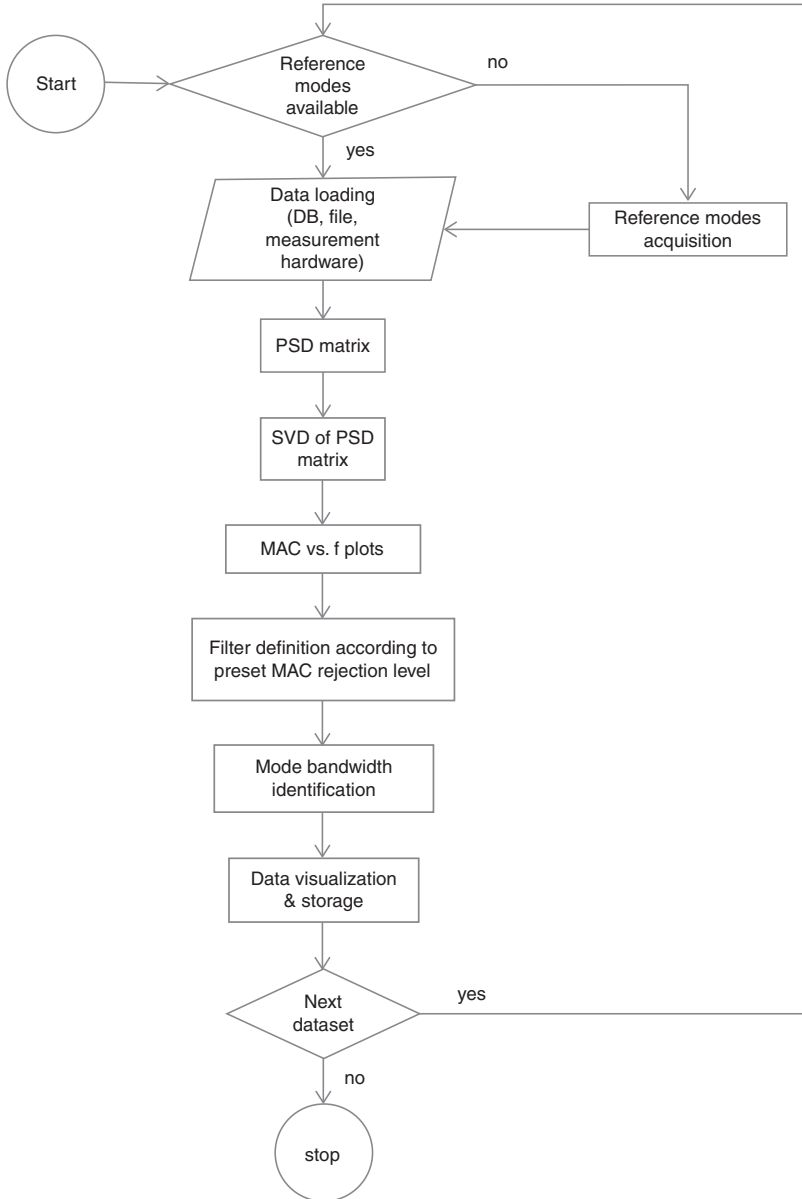 Start
Reference
modes
available
no
yes
Data loading
(DB, file,
measurement
hardware)
Reference modes
acquisition
PSD matrix
SVD of PSD
matrix
MAC vs. f plots
Filter definition according to
preset MAC rejection level
Mode bandwidth
identification
Data visualization
& storage
Next
dataset
yes
no
stop